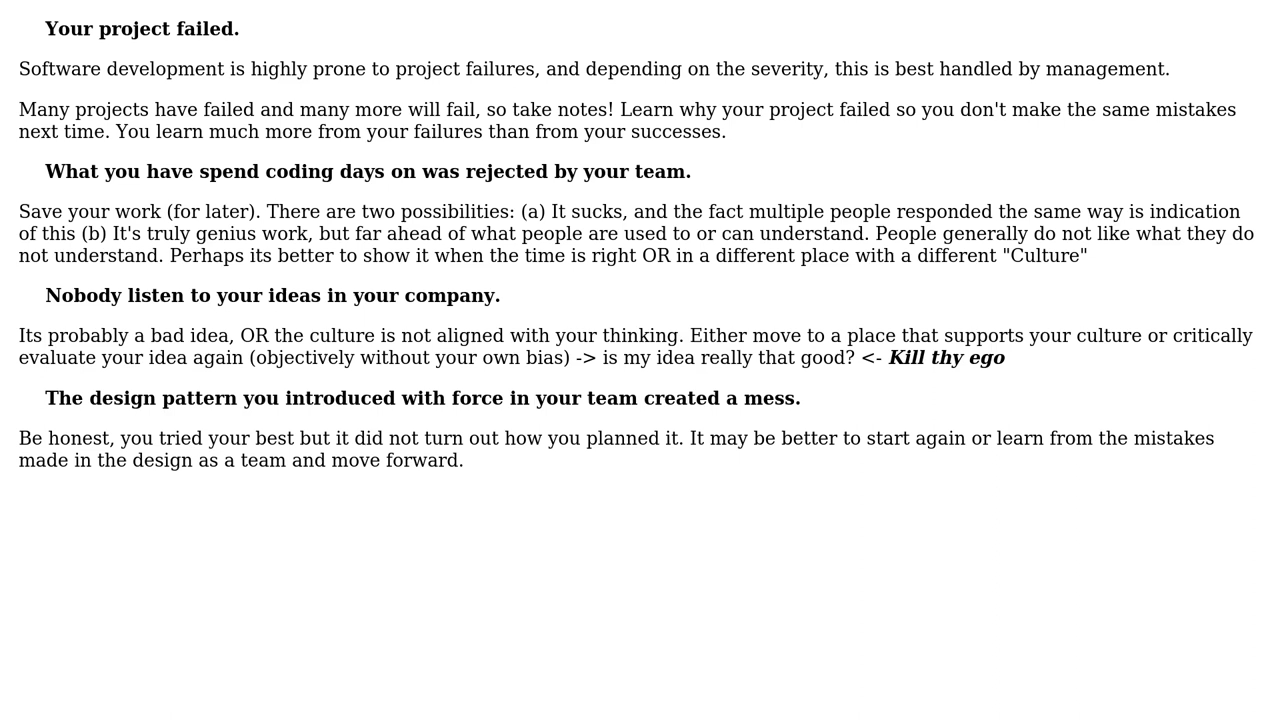 Your project failed.
Software development is highly prone to project failures, and depending on the severity, this is best handled by management.
Many projects have failed and many more will fail, so take notes! Learn why your project failed so you don't make the same mistakes
next time. You learn much more from your failures than from your successes.
What you have spend coding days on was rejected by your team.
Save your work (for later). There are two possibilities: (a) It sucks, and the fact multiple people responded the same way is indication
of this (b) It's truly genius work, but far ahead of what people are used to or can understand. People generally do not like what they do
not understand. Perhaps its better to show it when the time is right OR in a different place with a different "Culture"
Nobody listen to your ideas in your company.
Its probably a bad idea, OR the culture is not aligned with your thinking. Either move to a place that supports your culture or critically
evaluate your idea again (objectively without your own bias) -> is my idea really that good? <- Kill thy ego
The design pattern you introduced with force in your team created a mess.
Be honest, you tried your best but it did not turn out how you planned it. It may be better to start again or learn from the mistakes
made in the design as a team and move forward.